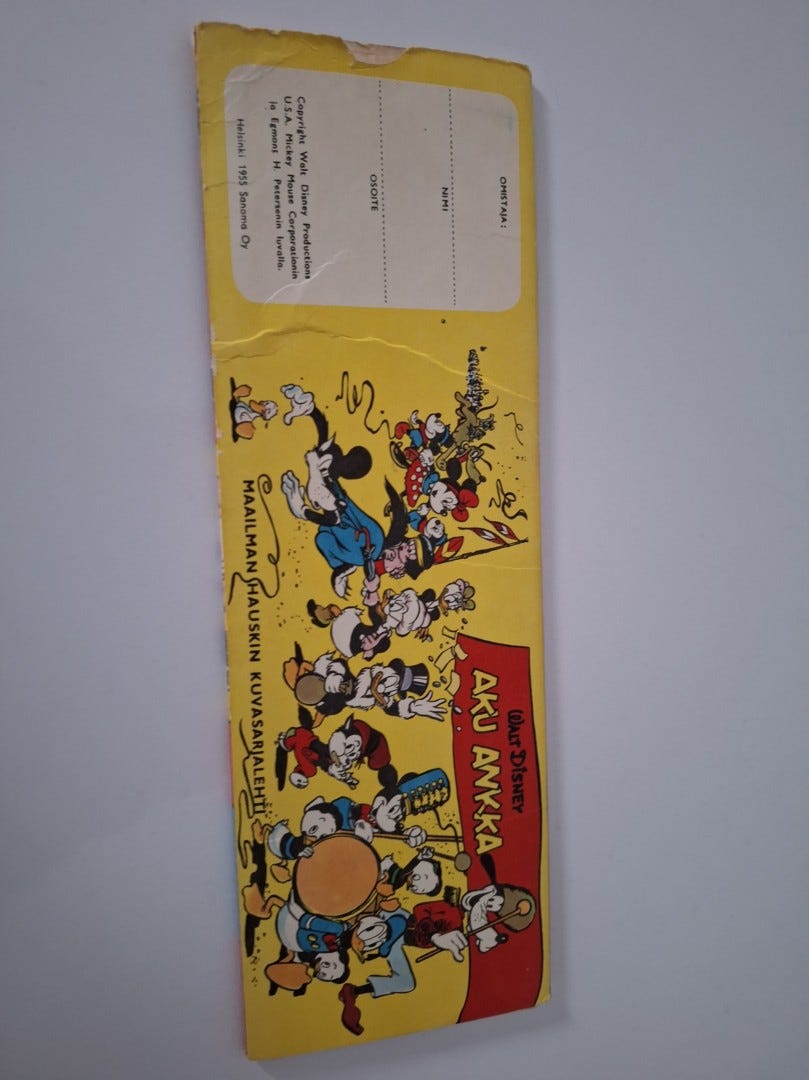 OMISTAJA:
NIMI
OSOITE
Copyright Walt Disney Productions
U.S.A. Mickey Mouse Corporationin
ja Egmont H. Petersenin luvalla.
Helsinki 1955 Sanoma Oy
WALT DISNEY
AKU ANKKA
MAAILMAN HAUSKIN KUVASARJALEHTI